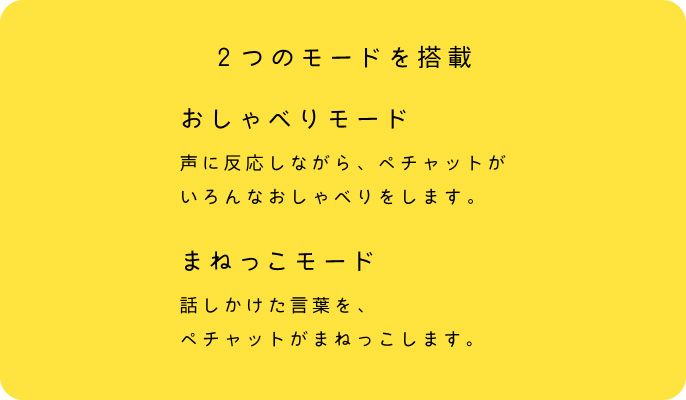 2つのモードを搭載
おしゃべりモード
声に反応しながら、ペチャットが
いろんなおしゃべりをします。
まねっこモード
話しかけた言葉を、
ペチャットがまねっこします。